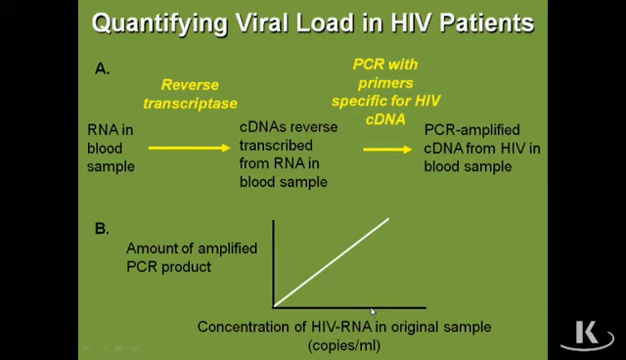 Quantifying Viral Load in HIV Patients
A.
Reverse
transcriptase
PCR with
primers
specific for HIV
cDNA
RNA in
blood
sample
cDNAs reverse
transcribed
from RNA in
blood sample
PCR-amplified
cDNA from HIV in
blood sample
B.
Amount of amplified
PCR product
Concentration of HIV-RNA in original sample
(copies/ml)
K